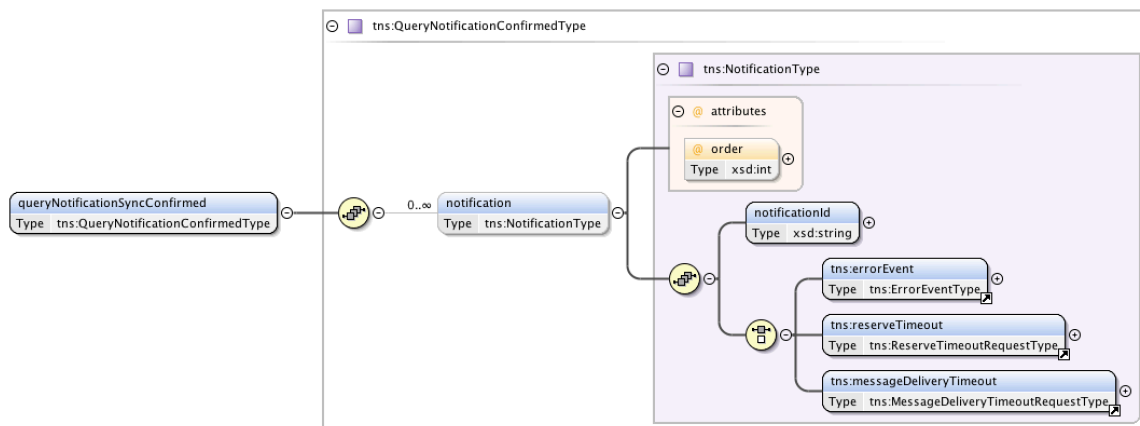 tns:QueryNotificationConfirmedType
tns:NotificationType
@ attributes
@ order
Type xsd:int
queryNotificationSyncConfirmed
Type tns:QueryNotificationConfirmedType
0..∞
notification
Type tns:NotificationType
notificationId
Type xsd:string
tns:errorEvent
Type tns:ErrorEventType
tns:reserveTimeout
Type tns:ReserveTimeoutRequestType
tns:messageDeliveryTimeout
Type tns:MessageDeliveryTimeoutRequestType